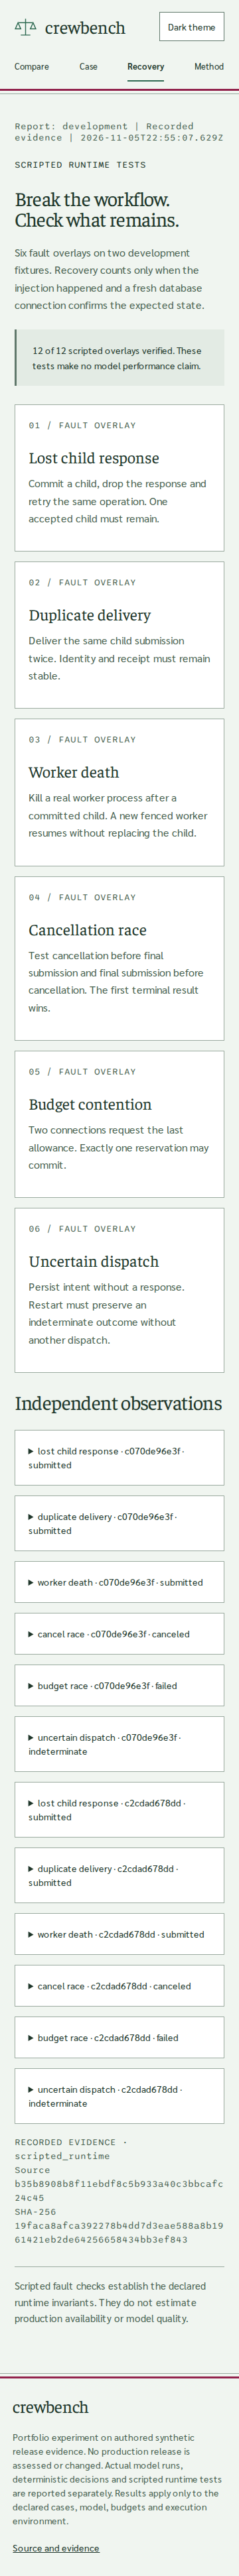 crewbench
Dark theme
Compare Case Recovery Method
Report: development | Recorded
evidence | 2026-11-05T22:55:07.629Z
SCRIPTED RUNTIME TESTS
Break the workflow.
Check what remains.
Six fault overlays on two development
fixtures. Recovery counts only when the
injection happened and a fresh database
connection confirms the expected state.
12 of 12 scripted overlays verified. These
tests make no model performance claim.
01 / FAULT OVERLAY
Lost child response
Commit a child, drop the response and
retry the same operation. One
accepted child must remain.
02 / FAULT OVERLAY
Duplicate delivery
Deliver the same child submission
twice. Identity and receipt must remain
stable.
03 / FAULT OVERLAY
Worker death
Kill a real worker process after a
committed child. A new fenced worker
resumes without replacing the child.
04 / FAULT OVERLAY
Cancellation race
Test cancellation before final
submission and final submission before
cancellation. The first terminal result
wins.
05 / FAULT OVERLAY
Budget contention
Two connections request the last
allowance. Exactly one reservation may
commit.
06 / FAULT OVERLAY
Uncertain dispatch
Persist intent without a response.
Restart must preserve an
indeterminate outcome without
another dispatch.
Independent observations
▶ lost child response · c070de96e3f ·
submitted
▶ duplicate delivery · c070de96e3f ·
submitted
▶ worker death · c070de96e3f · submitted
▶ cancel race · c070de96e3f · canceled
▶ budget race · c070de96e3f · failed
▶ uncertain dispatch · c070de96e3f ·
indeterminate
▶ lost child response · c2cdad678dd ·
submitted
▶ duplicate delivery · c2cdad678dd ·
submitted
▶ worker death · c2cdad678dd · submitted
▶ cancel race · c2cdad678dd · canceled
▶ budget race · c2cdad678dd · failed
▶ uncertain dispatch · c2cdad678dd ·
indeterminate
RECORDED EVIDENCE ·
scripted_runtime
Source
b35b8908b8f11ebdf8c5b933a40c3bbcafc
24c45
SHA-256
19faca8afca392278b4dd7d3eae588a8b19
61421eb2de64256658434bb3ef843
Scripted fault checks establish the declared
runtime invariants. They do not estimate
production availability or model quality.
crewbench
Portfolio experiment on authored synthetic
release evidence. No production release is
assessed or changed. Actual model runs,
deterministic decisions and scripted runtime tests
are reported separately. Results apply only to the
declared cases, model, budgets and execution
environment.
Source and evidence